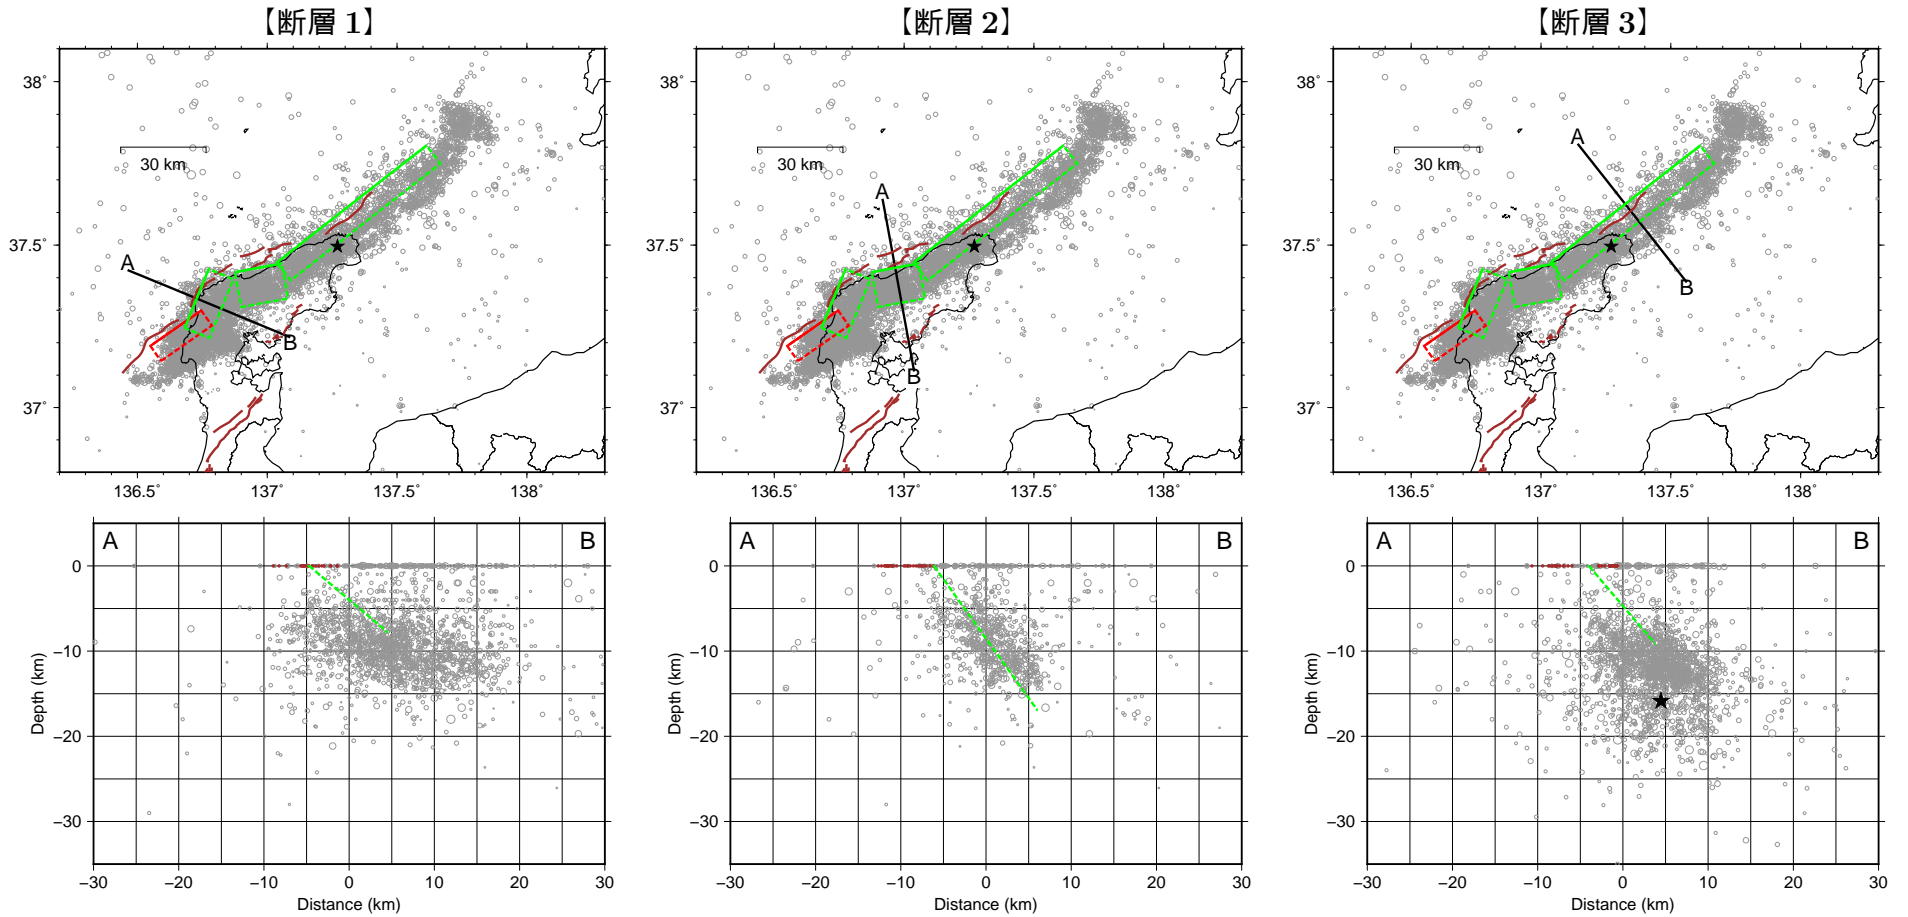 【断層 1】
38˚
37.5˚
37˚
136.5˚ 137˚ 137.5˚ 138˚
30 km
A
B
A B
0
−10
−20
−30
Depth (km)
−30 −20 −10 0 10 20 30
Distance (km)
【断層 2】
38˚
37.5˚
37˚
136.5˚ 137˚ 137.5˚ 138˚
30 km
A
B
A B
0
−10
−20
−30
Depth (km)
−30 −20 −10 0 10 20 30
Distance (km)
【断層 3】
38˚
37.5˚
37˚
136.5˚ 137˚ 137.5˚ 138˚
30 km
A
B
A B
0
−10
−20
−30
Depth (km)
−30 −20 −10 0 10 20 30
Distance (km)